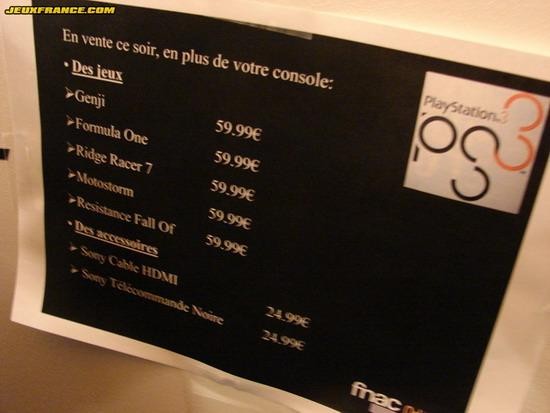 JEUXFRANCE.COM
En vente ce soir, en plus de votre console:
• Des jeux
➤Genji 59.99€
➤Formula One 59.99€
➤Ridge Racer 7 59.99€
➤Motostorm 59.99€
➤Resistance Fall Of 59.99€
• Des accessoires
➤Sony Cable HDMI 24.99€
➤Sony Télécommande Noire 24.99€
PlayStation 3
PS3
fnac